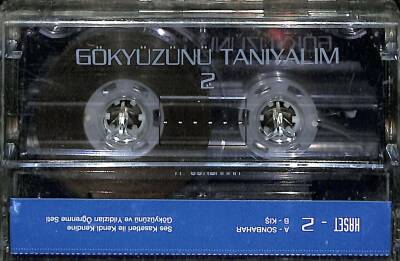 GÖKYÜZÜNÜ TANIYALIM
2
KASET - 2
A - SONBAHAR
B - KIŞ
Ses Kasetleri ile Kendi Kendine
Gökyüzünü ve Yıldızları Öğrenme Seti